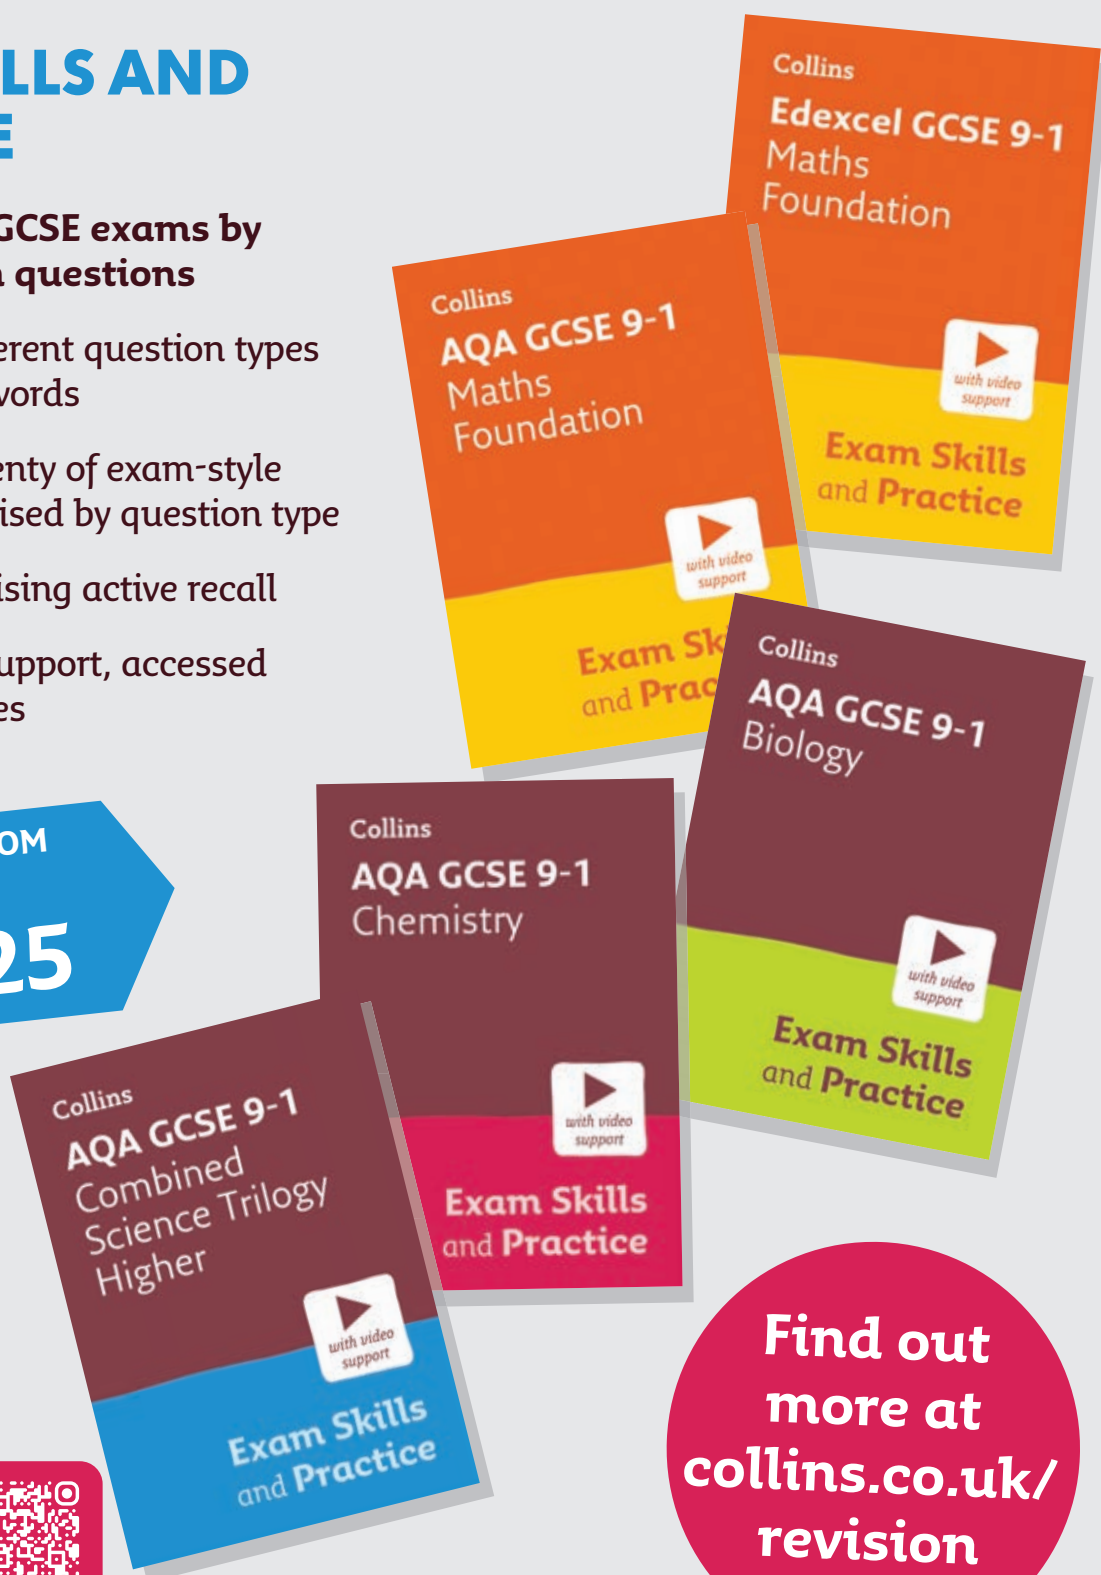 LLS AND
E
GCSE exams by
questions
erent question types
words
enty of exam-style
ised by question type
ising active recall
upport, accessed
es
OM
25
Collins
Edexcel GCSE 9-1
Maths
Foundation
with video
support
Exam Skills
and Practice
Collins
AQA GCSE 9-1
Maths
Foundation
with video
support
Exam Sk
and Prac
Collins
AQA GCSE 9-1
Biology
with video
support
Exam Skills
and Practice
Collins
AQA GCSE 9-1
Chemistry
with video
support
Exam Skills
and Practice
Collins
AQA GCSE 9-1
Combined
Science Trilogy
Higher
with video
support
Exam Skills
and Practice
Find out
more at
collins.co.uk/
revision